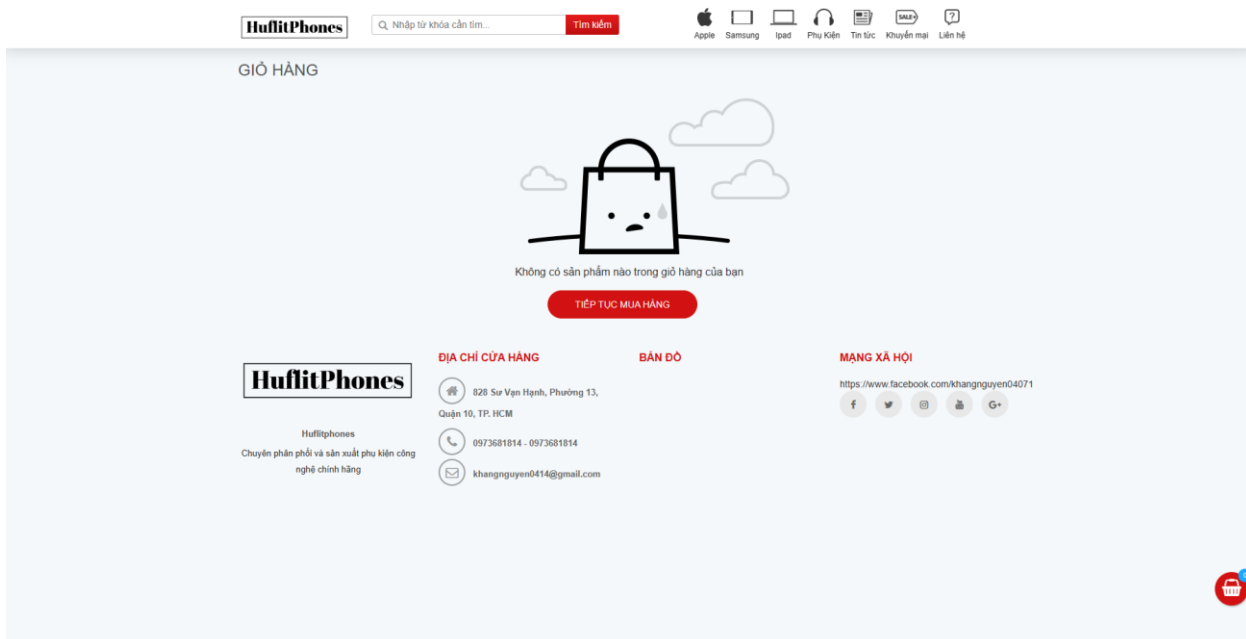 HuflitPhones
Nhập từ khóa cần tìm...
Tìm kiếm
Apple Samsung Ipad Phụ Kiện Tin tức Khuyến mại Liên hệ
SALE
GIỎ HÀNG
Không có sản phẩm nào trong giỏ hàng của bạn
TIẾP TỤC MUA HÀNG
HuflitPhones
Huflitphones
Chuyên phân phối và sản xuất phụ kiện công
nghệ chính hãng
ĐỊA CHỈ CỬA HÀNG
828 Sư Vạn Hạnh, Phường 13,
Quận 10, TP. HCM
0973681814 - 0973681814
khangnguyen0414@gmail.com
BẢN ĐỒ
MẠNG XÃ HỘI
https://www.facebook.com/khangnguyen04071